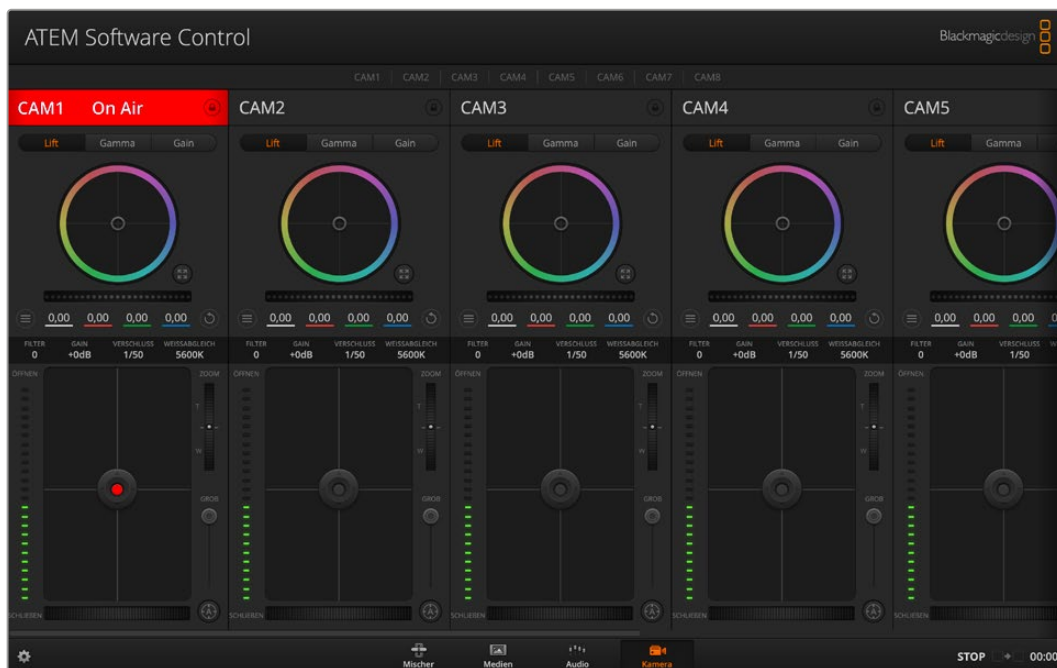 ATEM Software Control
Blackmagicdesign
CAM1 CAM2 CAM3 CAM4 CAM5 CAM6 CAM7 CAM8
CAM1 On Air CAM2 CAM3 CAM4 CAM5
Lift Gamma Gain Lift Gamma Gain Lift Gamma Gain Lift Gamma Gain Lift Gamma
0,00 0,00 0,00 0,00 0,00 0,00 0,00 0,00 0,00 0,00 0,00 0,00 0,00 0,00 0,00 0,00 0,00 0,00 0,00
FILTER GAIN VERSCHLUSS WEISSABGLEICH FILTER GAIN VERSCHLUSS WEISSABGLEICH FILTER GAIN VERSCHLUSS WEISSABGLEICH FILTER GAIN VERSCHLUSS WEISSABGLEICH FILTER GAIN VERSCHLUSS
0 +0dB 1/50 5600K 0 +0dB 1/50 5600K 0 +0dB 1/50 5600K 0 +0dB 1/50 5600K 0 +0dB 1/50
ÖFFNEN ZOOM ÖFFNEN ZOOM ÖFFNEN ZOOM ÖFFNEN ZOOM ÖFFNEN
T T T T
W W W W
GROB GROB GROB GROB
SCHLIEßEN SCHLIEßEN SCHLIEßEN SCHLIEßEN SCHLIEßEN
Mischer Medien Audio Kamera
STOP 00:00